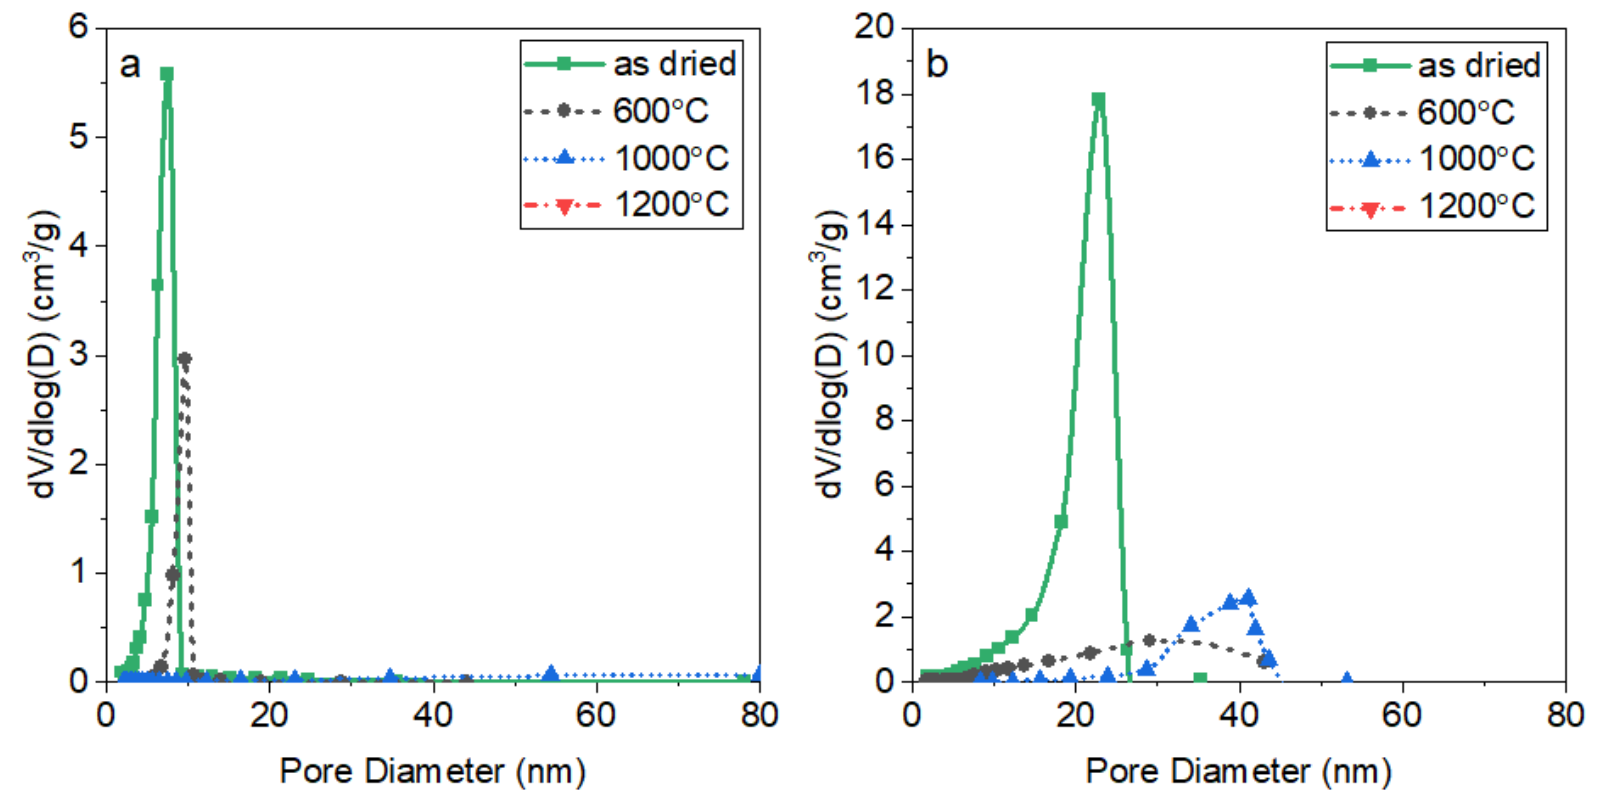 a
as dried
600°C
1000°C
1200°C
6
5
4
3
2
1
0
dV/dlog(D) (cm³/g)
0 20 40 60 80
Pore Diameter (nm)
b
as dried
600°C
1000°C
1200°C
20
18
16
14
12
10
8
6
4
2
0
dV/dlog(D) (cm³/g)
0 20 40 60 80
Pore Diameter (nm)